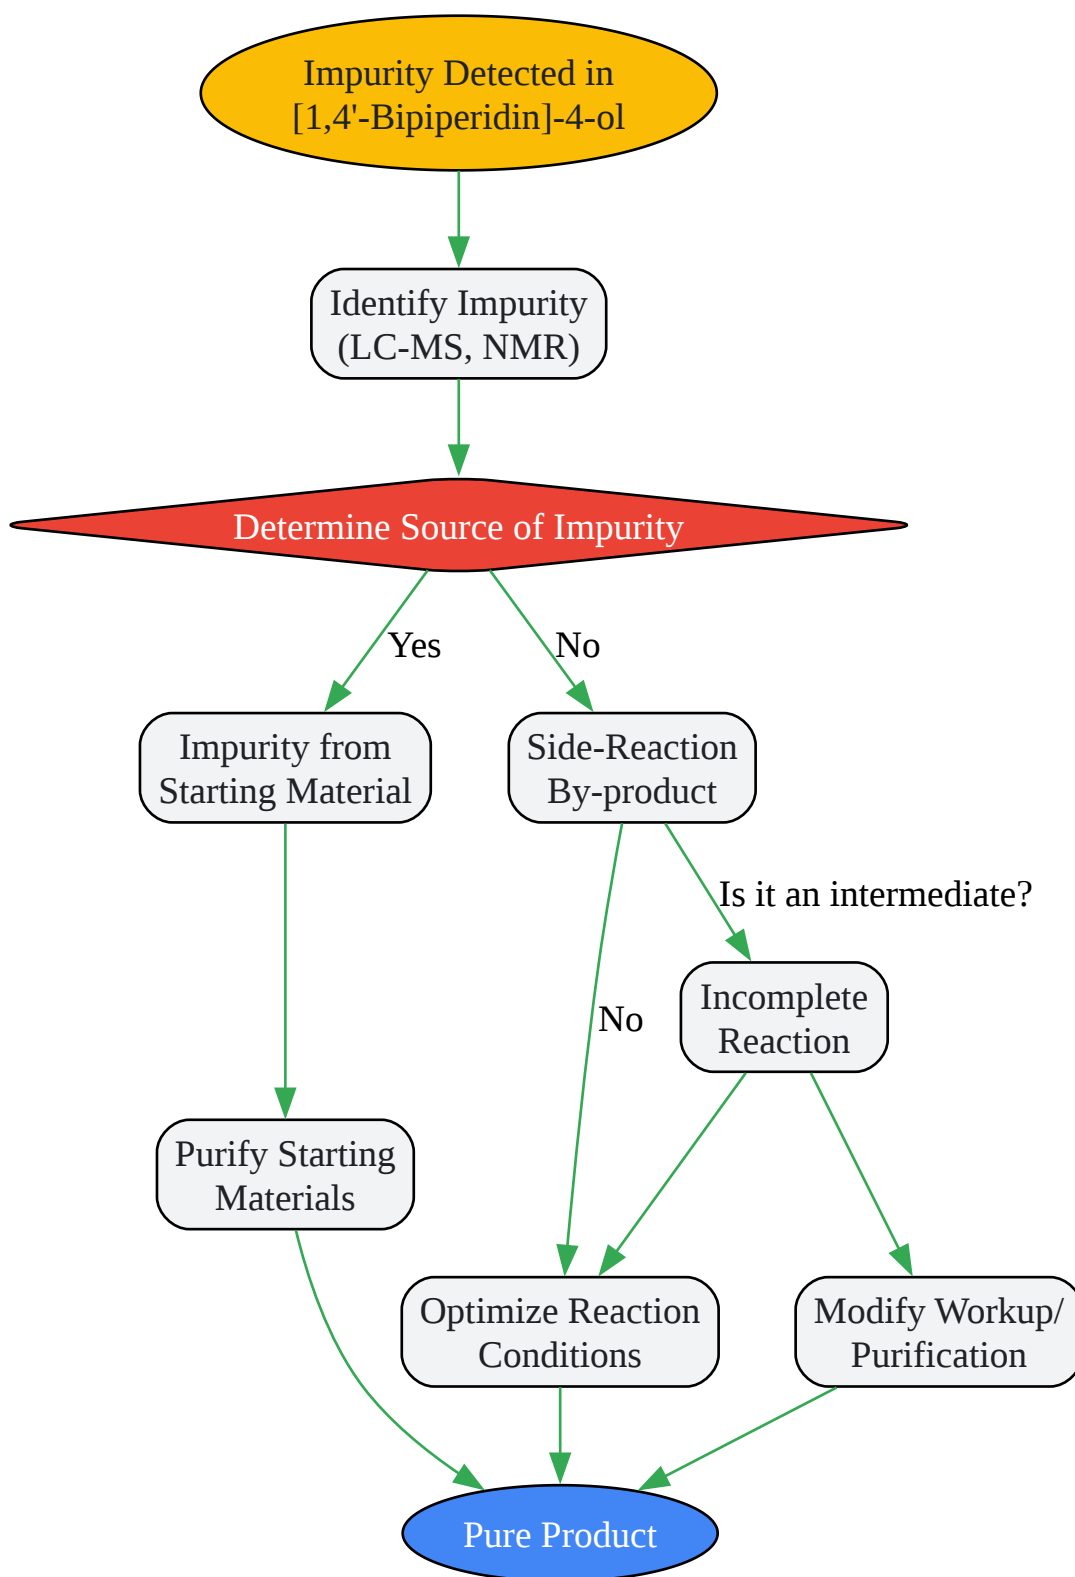 Impurity Detected in
[1,4'-Bipiperidin]-4-ol
Identify Impurity
(LC-MS, NMR)
Determine Source of Impurity
Yes
No
Impurity from
Starting Material
Side-Reaction
By-product
Is it an intermediate?
Incomplete
Reaction
No
Purify Starting
Materials
Optimize Reaction
Conditions
Modify Workup/
Purification
Pure Product